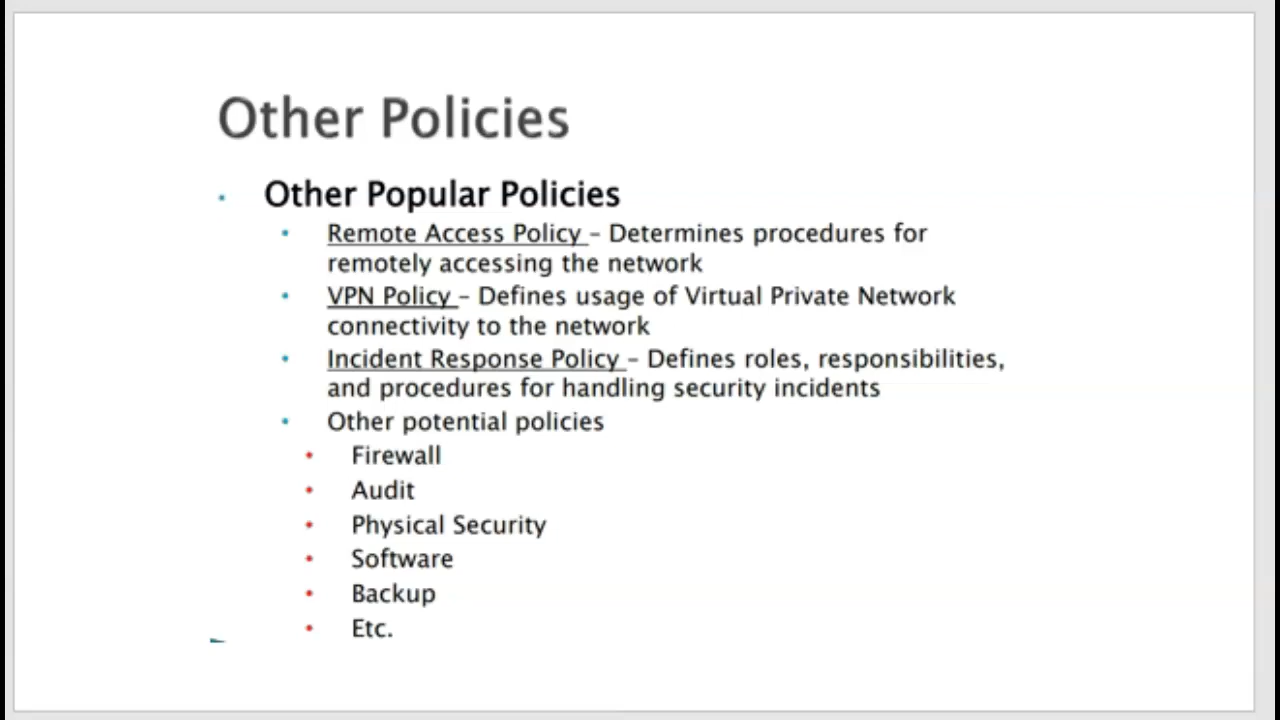 Other Policies
Other Popular Policies
Remote Access Policy – Determines procedures for
remotely accessing the network
VPN Policy – Defines usage of Virtual Private Network
connectivity to the network
Incident Response Policy – Defines roles, responsibilities,
and procedures for handling security incidents
Other potential policies
Firewall
Audit
Physical Security
Software
Backup
Etc.